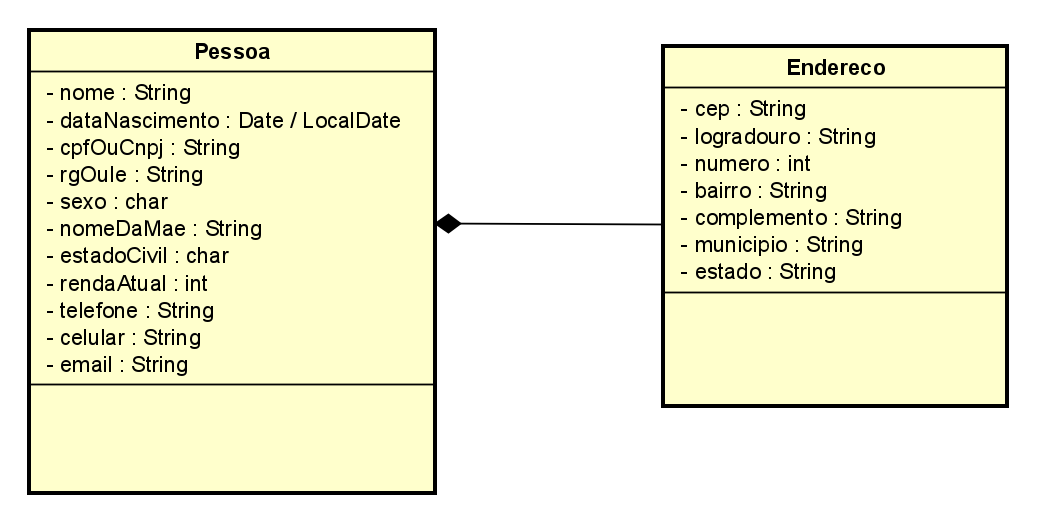 Pessoa
- nome : String
- dataNascimento : Date / LocalDate
- cpfOuCnpj : String
- rgOuIe : String
- sexo : char
- nomeDaMae : String
- estadoCivil : char
- rendaAtual : int
- telefone : String
- celular : String
- email : String
Endereco
- cep : String
- logradouro : String
- numero : int
- bairro : String
- complemento : String
- municipio : String
- estado : String